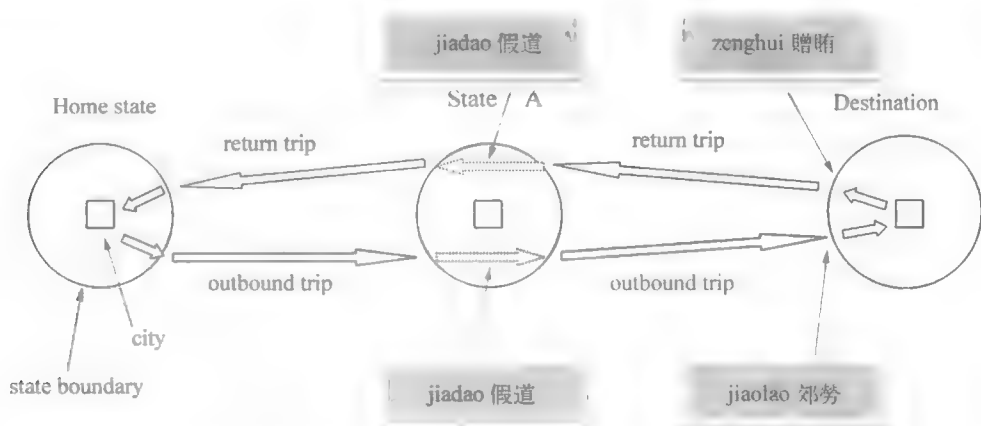 jiadao 假道
zenghui 贈賄
Home state
State A
Destination
return trip
return trip
outbound trip
outbound trip
city
state boundary
jiadao 假道
jiaolao 郊勞